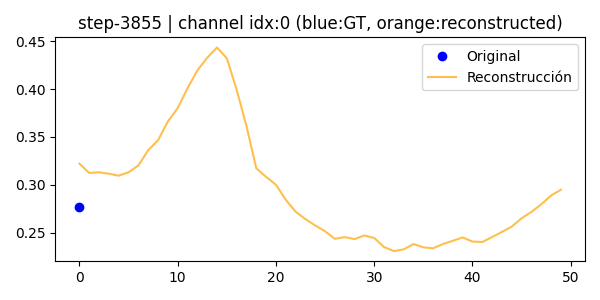 step-3855 | channel idx:0 (blue:GT, orange:reconstructed)
Original
Reconstrucción
0.45
0.40
0.35
0.30
0.25
0 10 20 30 40 50